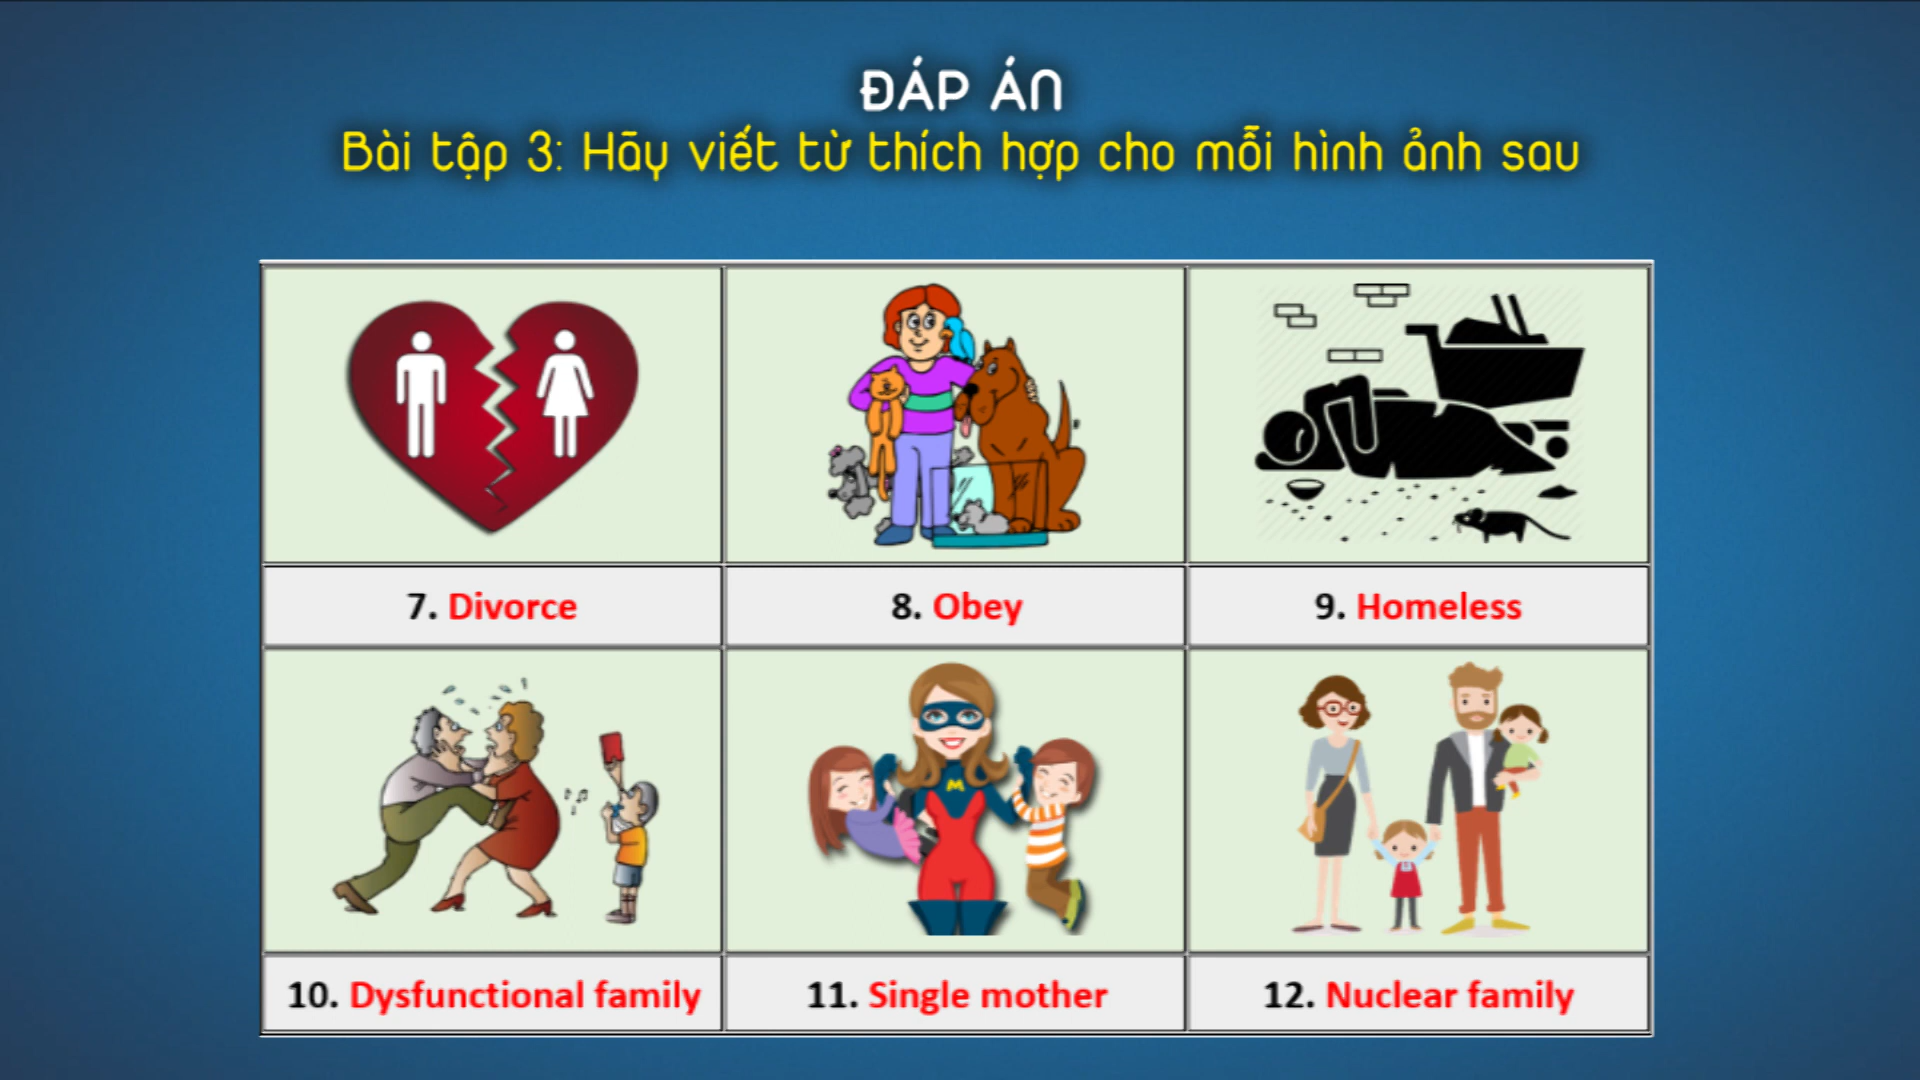 ĐÁP ÁN
Bài tập 3: Hãy viết từ thích hợp cho mỗi hình ảnh sau
7. Divorce
8. Obey
9. Homeless
M
10. Dysfunctional family
11. Single mother
12. Nuclear family